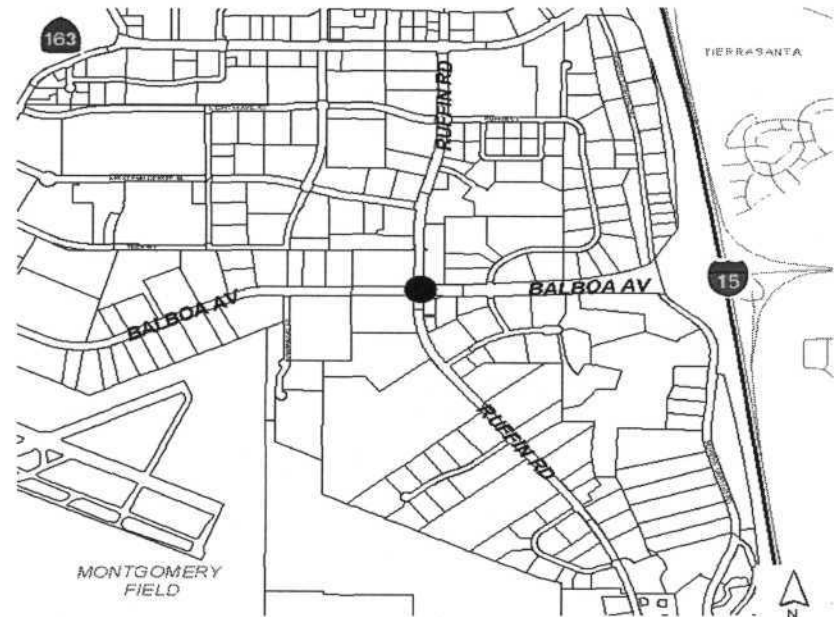 163
TIERRASANTA
RUFFIN RD
BALBOA AV
15
BALBOA AV
RUFFIN RD
MONTGOMERY
FIELD
N